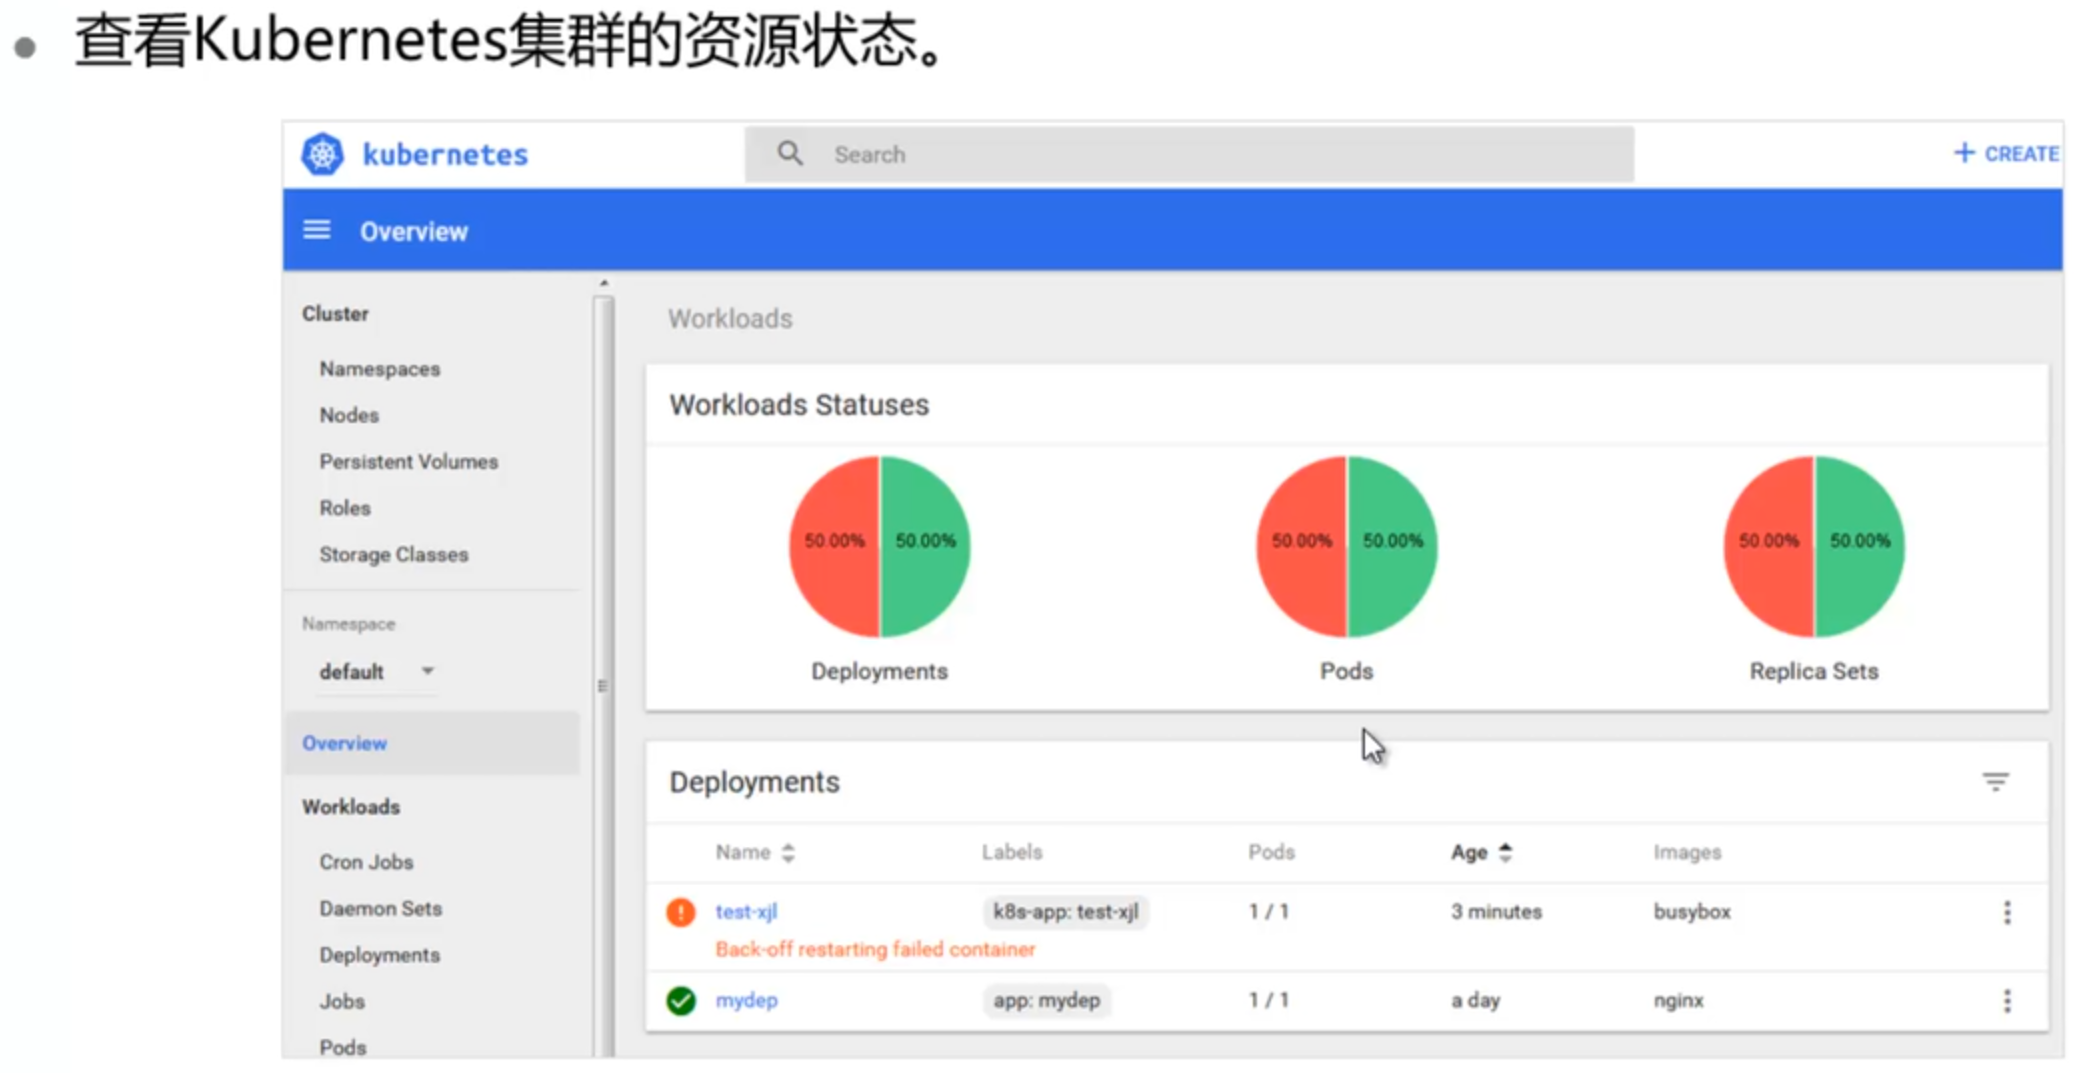 查看Kubernetes集群的资源状态。
kubernetes
Search
CREATE
Overview
Cluster
Namespaces
Nodes
Persistent Volumes
Roles
Storage Classes
Namespace
default
Overview
Workloads
Cron Jobs
Daemon Sets
Deployments
Jobs
Pods
Workloads
Workloads Statuses
50.00% 50.00%
50.00% 50.00%
50.00% 50.00%
Deployments
Pods
Replica Sets
Deployments
Name Labels Pods Age Images
test-xjl k8s-app: test-xjl 1 / 1 3 minutes busybox
Back-off restarting failed container
mydep app: mydep 1 / 1 a day nginx